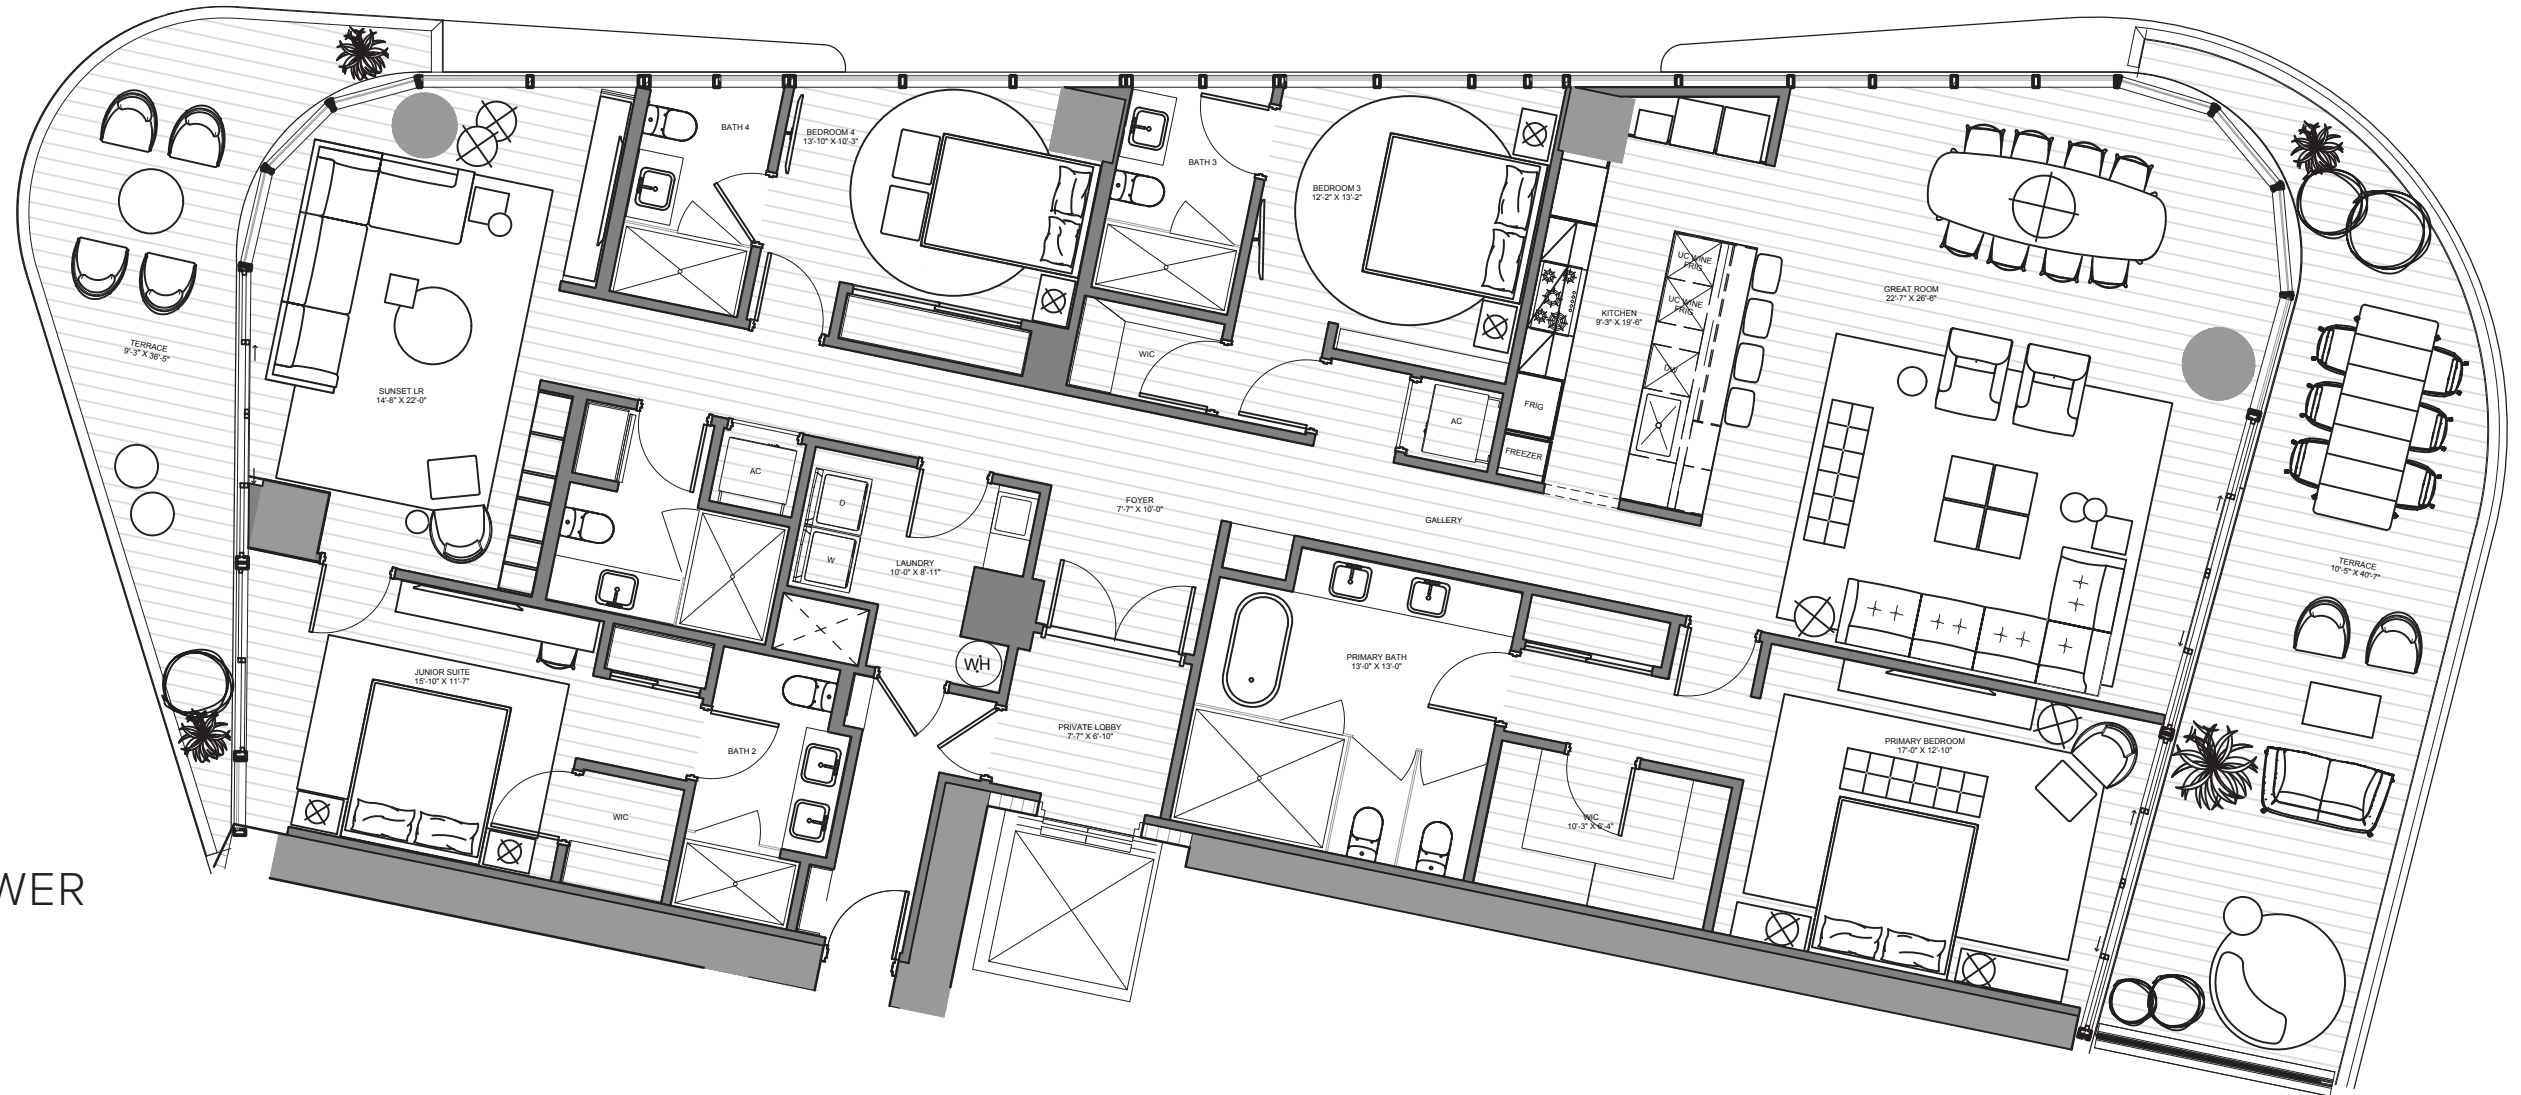 BATH 4
BEDROOM 4
13'-10" X 10'-3"
BATH 3
BEDROOM 3
12'-2" X 13'-2"
UC WINE
FRIG
UC WINE
FRIG
DW
KITCHEN
9'-3" X 19'-6"
GREAT ROOM
22'-7" X 26'-6"
TERRACE
9'-3" X 36'-5"
SUNSET LR
14'-8" X 22'-0"
WIC
FRIG
FREEZER
AC
AC
D
W
LAUNDRY
10'-0" X 8'-11"
FOYER
7'-7" X 10'-0"
GALLERY
TERRACE
10'-5" X 40'-7"
JUNIOR SUITE
15'-10" X 11'-7"
WH
PRIMARY BATH
13'-0" X 13'-0"
BATH 2
PRIVATE LOBBY
7'-7" X 6'-10"
PRIMARY BEDROOM
17'-0" X 12'-10"
WIC
WIC
10'-3" X 6'-4"
WER